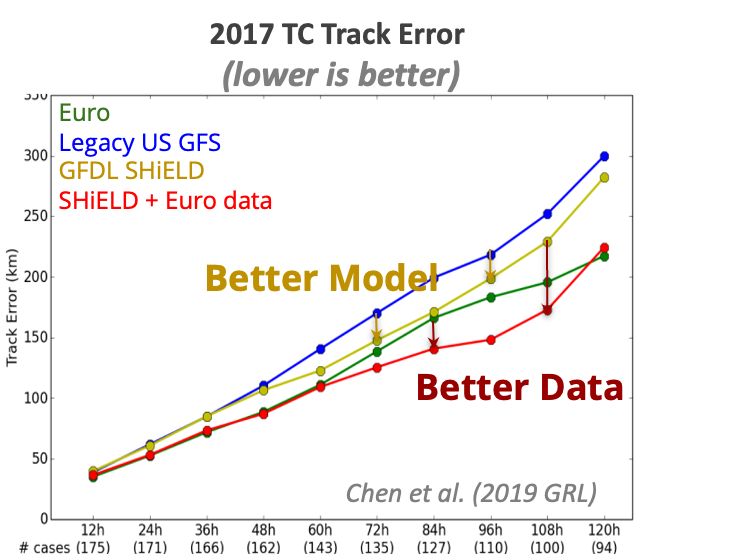 2017 TC Track Error
(lower is better)
350
Euro
Legacy US GFS
GFDL SHiELD
SHiELD + Euro data
300
250
200
150
100
50
0
Track Error (km)
Better Model
Better Data
Chen et al. (2019 GRL)
12h 24h 36h 48h 60h 72h 84h 96h 108h 120h
# cases (175) (171) (166) (162) (143) (135) (127) (110) (100) (94)